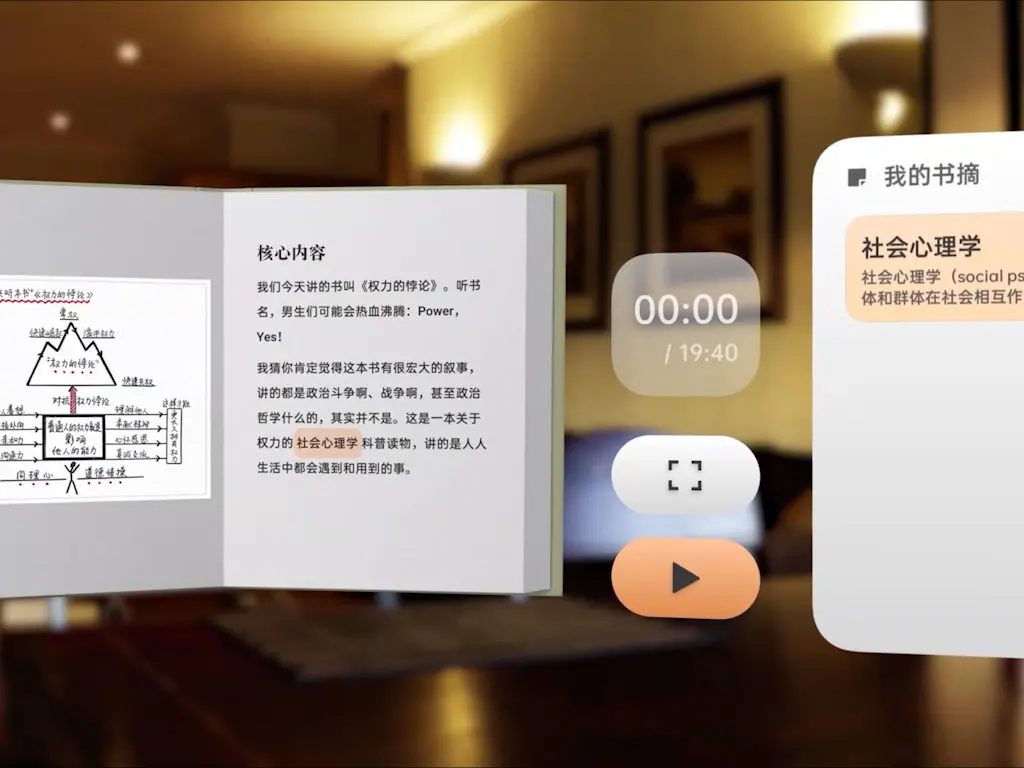 听本书“《权力的悖论》
掌权
“权力的悖论”
对抗权力悖论
普通人的权力来自
影响
他人的能力
同理心
道德情操
核心内容
我们今天讲的书叫《权力的悖论》。听书
名，男生们可能会热血沸腾：Power，
Yes！
我猜你肯定觉得这本书有很宏大的叙事，
讲的都是政治斗争啊、战争啊，甚至政治
哲学什么的，其实并不是。这是一本关于
权力的 社会心理学 科普读物，讲的是人人
生活中都会遇到和用到的事。
00:00
/ 19:40
我的书摘
社会心理学
社会心理学（social ps
体和群体在社会相互作